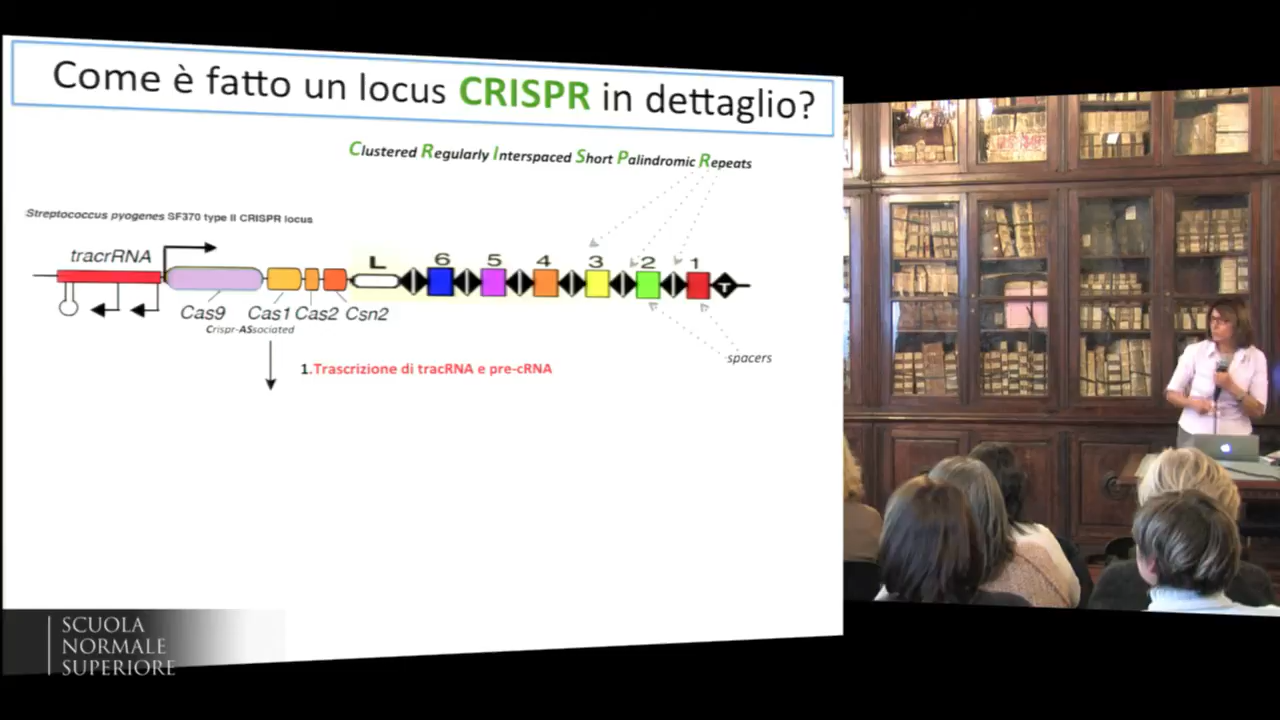 Come è fatto un locus CRISPR in dettaglio?
Clustered Regularly Interspaced Short Palindromic Repeats
Streptococcus pyogenes SF370 type II CRISPR locus
tracrRNA
L 6 5 4 3 2 1
T
Cas9 Cas1 Cas2 Csn2
Crispr-ASsociated
spacers
1.Trascrizione di tracRNA e pre-cRNA
SCUOLA
NORMALE
SUPERIORE